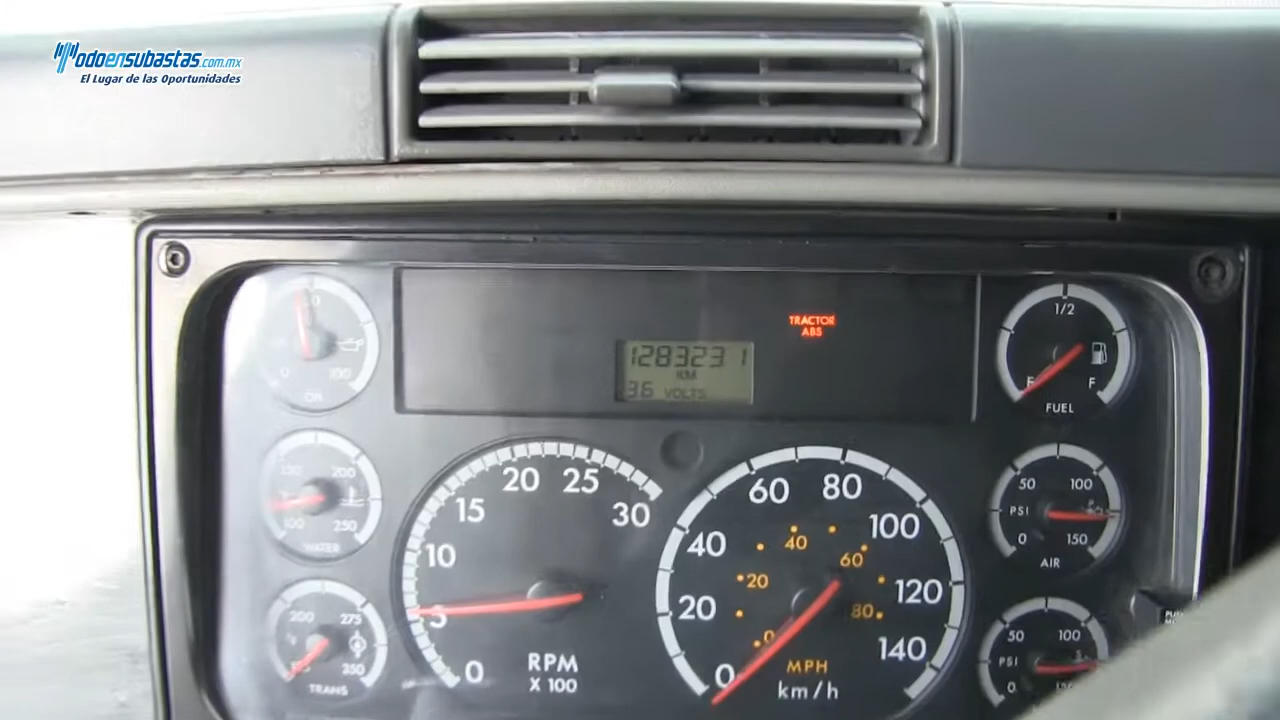 Todoensubastas.com.mx
El Lugar de las Oportunidades
TRACTOR
ABS
128323 1
KM
36 VOLTS
0 100
OIL
1/2
E F
FUEL
150 200
100 250
WATER
200 275
350
TRANS
0 5 10 15 20 25 30
RPM
X 100
0 20 40 60 80 100 120 140
0 20 40 60 80
MPH
km/h
50 100
PSI
0 150
AIR
50 100
PSI
0